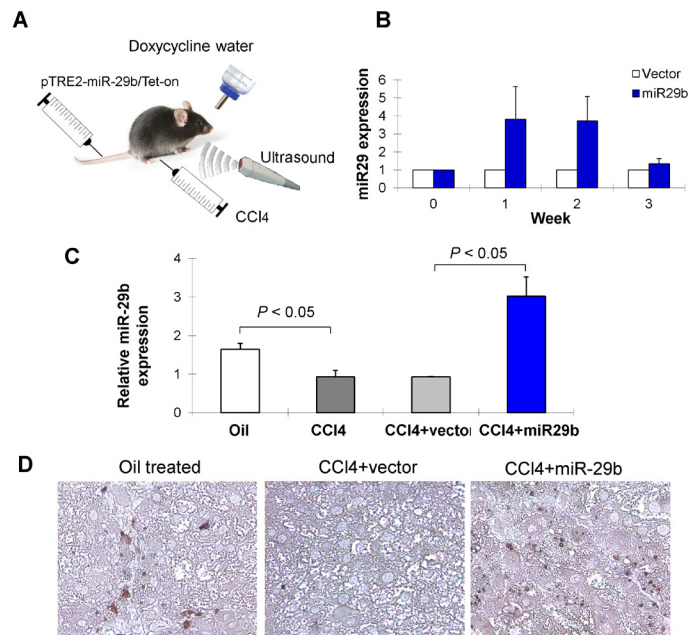 A
Doxycycline water
pTRE2-miR-29b/Tet-on
Ultrasound
CCl4
B
Vector
miR29b
miR29 expression
6
5
4
3
2
1
0
0 1 2 3
Week
C
Relative miR-29b
expression
4
3
2
1
0
P < 0.05
P < 0.05
Oil CCl4 CCl4+vector CCl4+miR29b
D
Oil treated CCl4+vector CCl4+miR-29b